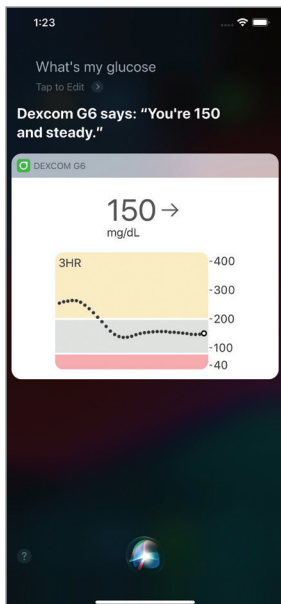 1:23
What's my glucose
Tap to Edit
Dexcom G6 says: “You're 150
and steady.”
DEXCOM G6
150→
mg/dL
3HR
-400
-300
-200
-100
-40
?